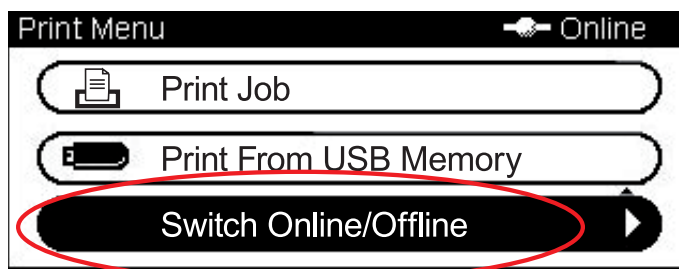 Print Menu Online
Print Job
Print From USB Memory
Switch Online/Offline